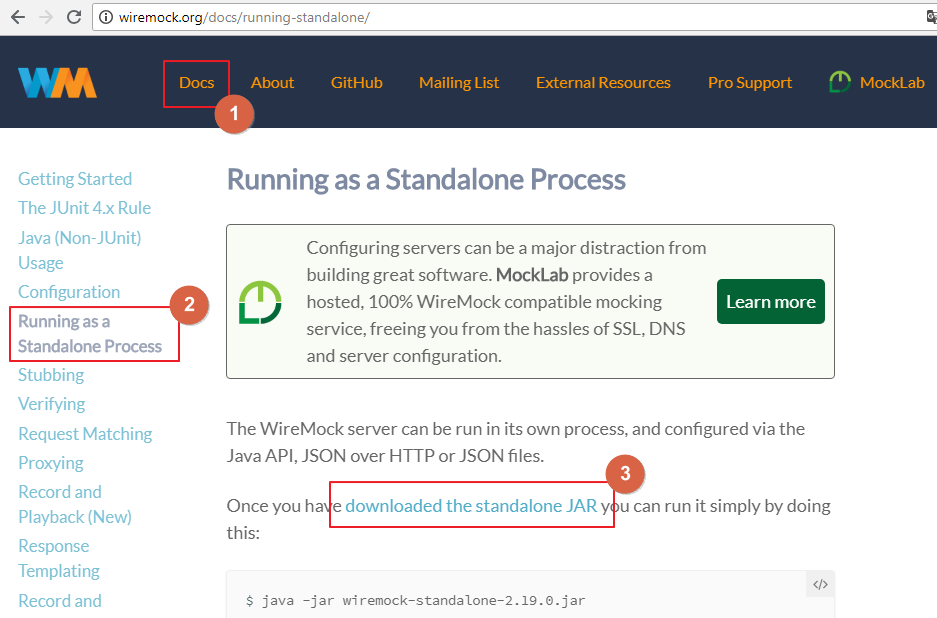 wiremock.org/docs/running-standalone/
WM
Docs
About
GitHub
Mailing List
External Resources
Pro Support
MockLab
1
Getting Started
The JUnit 4.x Rule
Java (Non-JUnit)
Usage
Configuration
2
Running as a
Standalone Process
Stubbing
Verifying
Request Matching
Proxying
Record and
Playback (New)
Response
Templating
Record and
Running as a Standalone Process
Configuring servers can be a major distraction from
building great software. MockLab provides a
hosted, 100% WireMock compatible mocking
service, freeing you from the hassles of SSL, DNS
and server configuration.
Learn more
The WireMock server can be run in its own process, and configured via the
Java API, JSON over HTTP or JSON files.
3
Once you have downloaded the standalone JAR you can run it simply by doing
this:
</>
$ java -jar wiremock-standalone-2.19.0.jar